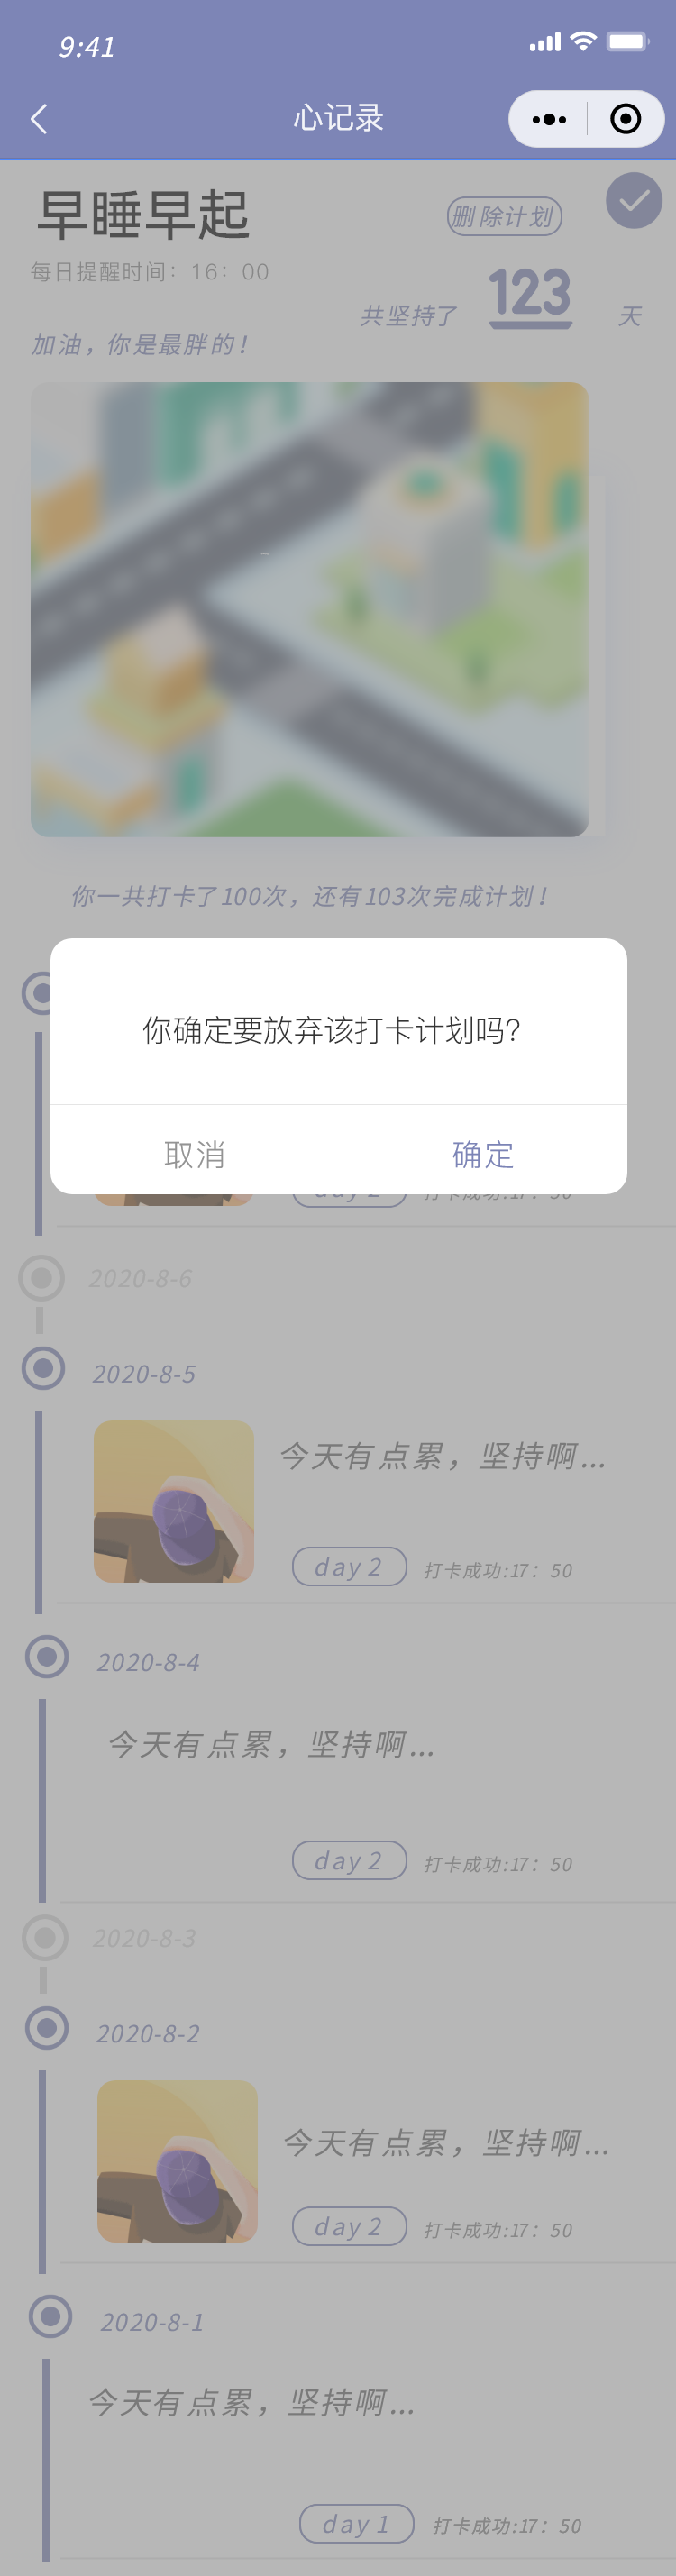 9:41
心记录
早睡早起
删除计划
每日提醒时间：16：00
共坚持了 123 天
加油，你是最胖的！
你一共打卡了100次，还有103次完成计划！
你确定要放弃该打卡计划吗?
取消 确定
2020-8-6
2020-8-5
今天有点累，坚持啊...
day 2 打卡成功:17：50
2020-8-4
今天有点累，坚持啊...
day 2 打卡成功:17：50
2020-8-3
2020-8-2
今天有点累，坚持啊...
day 2 打卡成功:17：50
2020-8-1
今天有点累，坚持啊...
day 1 打卡成功:17：50